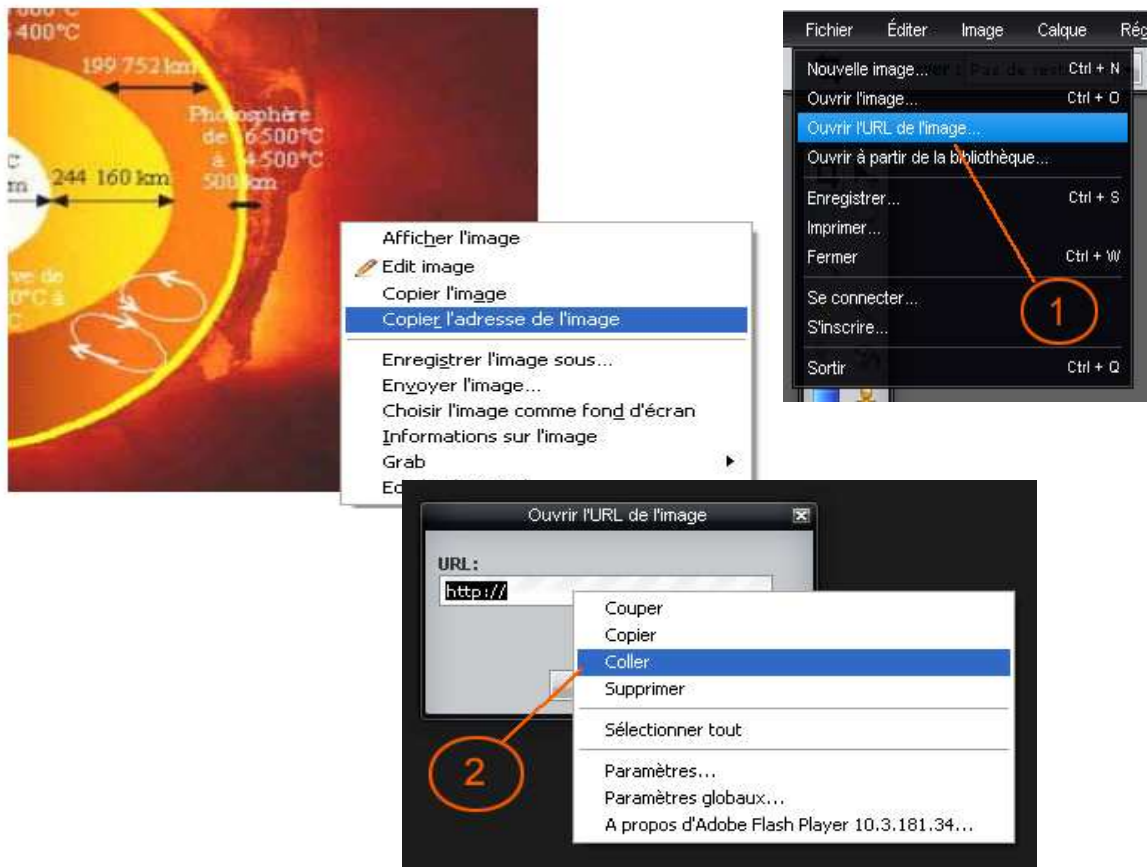 400°C
199 752 km
Photosphère
de 6 500°C
à 4 500°C
500 km
244 160 km
Afficher l'image
Edit image
Copier l'image
Copier l'adresse de l'image
Enregistrer l'image sous...
Envoyer l'image...
Choisir l'image comme fond d'écran
Informations sur l'image
Grab
Fichier Éditer Image Calque
Nouvelle image... Ctrl + N
Ouvrir l'image... Ctrl + O
Ouvrir l'URL de l'image...
Ouvrir à partir de la bibliothèque...
Enregistrer... Ctrl + S
Imprimer...
Fermer Ctrl + W
Se connecter...
S'inscrire...
Sortir Ctrl + Q
1
Ouvrir l'URL de l'image
URL:
http://
Couper
Copier
Coller
Supprimer
Sélectionner tout
Paramètres...
Paramètres globaux...
A propos d'Adobe Flash Player 10.3.181.34...
2